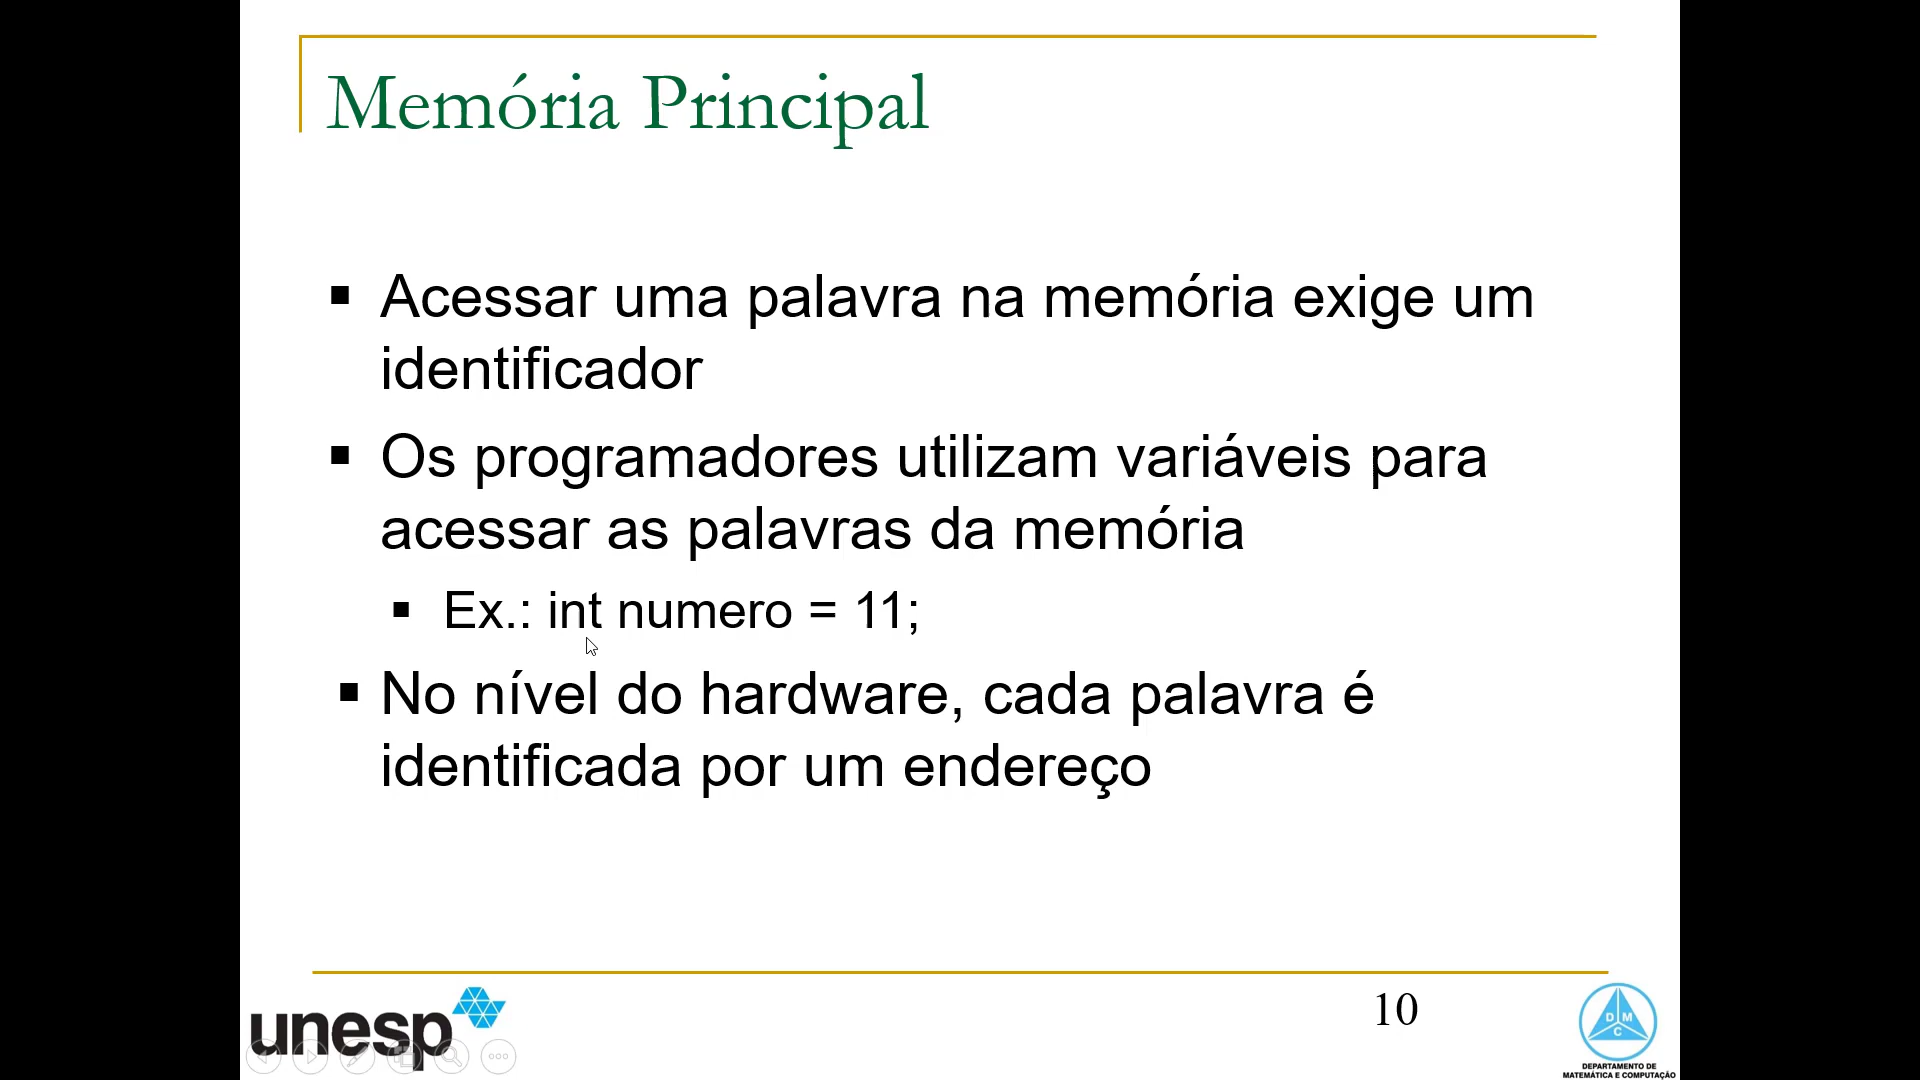 Memória Principal
▪ Acessar uma palavra na memória exige um
identificador
▪ Os programadores utilizam variáveis para
acessar as palavras da memória
▪ Ex.: int numero = 11;
▪ No nível do hardware, cada palavra é
identificada por um endereço
unesp
10
D M
C
DEPARTAMENTO DE
MATEMÁTICA E COMPUTAÇÃO